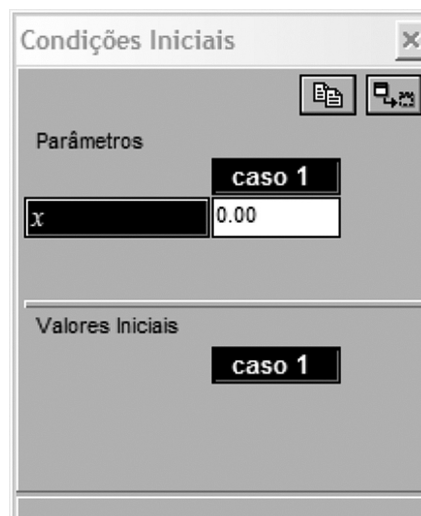 Condições Iniciais
Parâmetros
caso 1
x 0.00
Valores Iniciais
caso 1